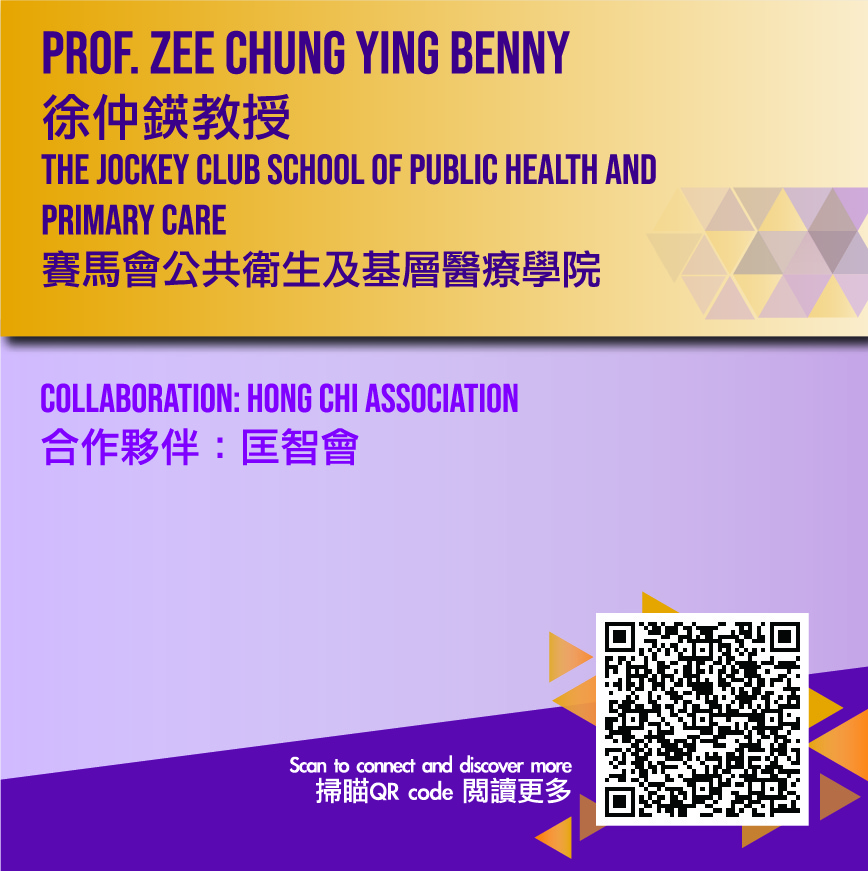 PROF. ZEE CHUNG YING BENNY
徐仲鍈教授
THE JOCKEY CLUB SCHOOL OF PUBLIC HEALTH AND
PRIMARY CARE
賽馬會公共衛生及基層醫療學院
COLLABORATION: HONG CHI ASSOCIATION
合作夥伴：匡智會
Scan to connect and discover more
掃瞄QR code 閱讀更多